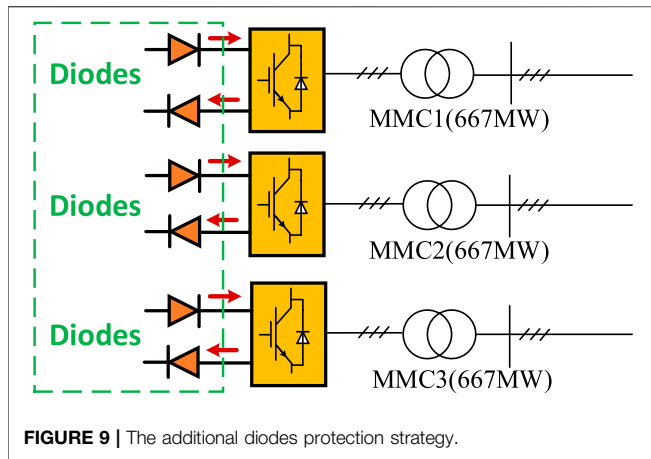 Diodes
MMC1(667MW)
Diodes
MMC2(667MW)
Diodes
MMC3(667MW)
FIGURE 9 | The additional diodes protection strategy.